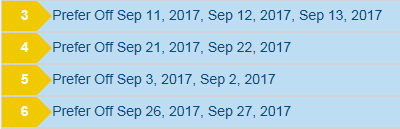 3 Prefer Off Sep 11, 2017, Sep 12, 2017, Sep 13, 2017
4 Prefer Off Sep 21, 2017, Sep 22, 2017
5 Prefer Off Sep 3, 2017, Sep 2, 2017
6 Prefer Off Sep 26, 2017, Sep 27, 2017